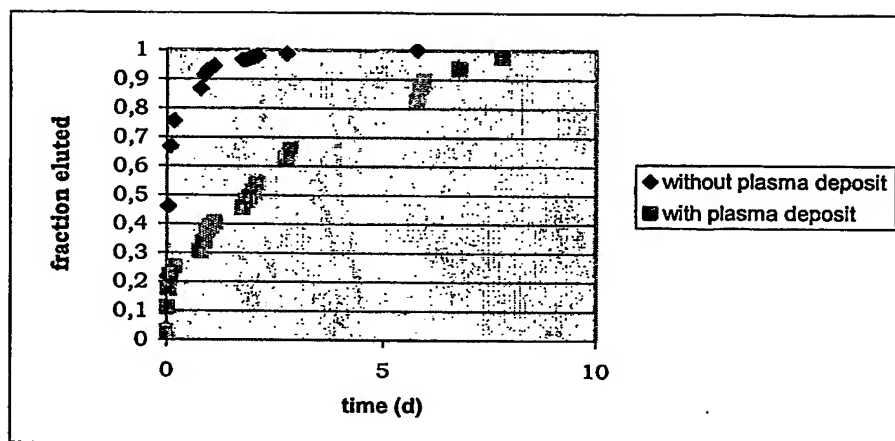 1
0,9
0,8
0,7
0,6
0,5
0,4
0,3
0,2
0,1
0
fraction eluted
0 5 10
time (d)
without plasma deposit
with plasma deposit